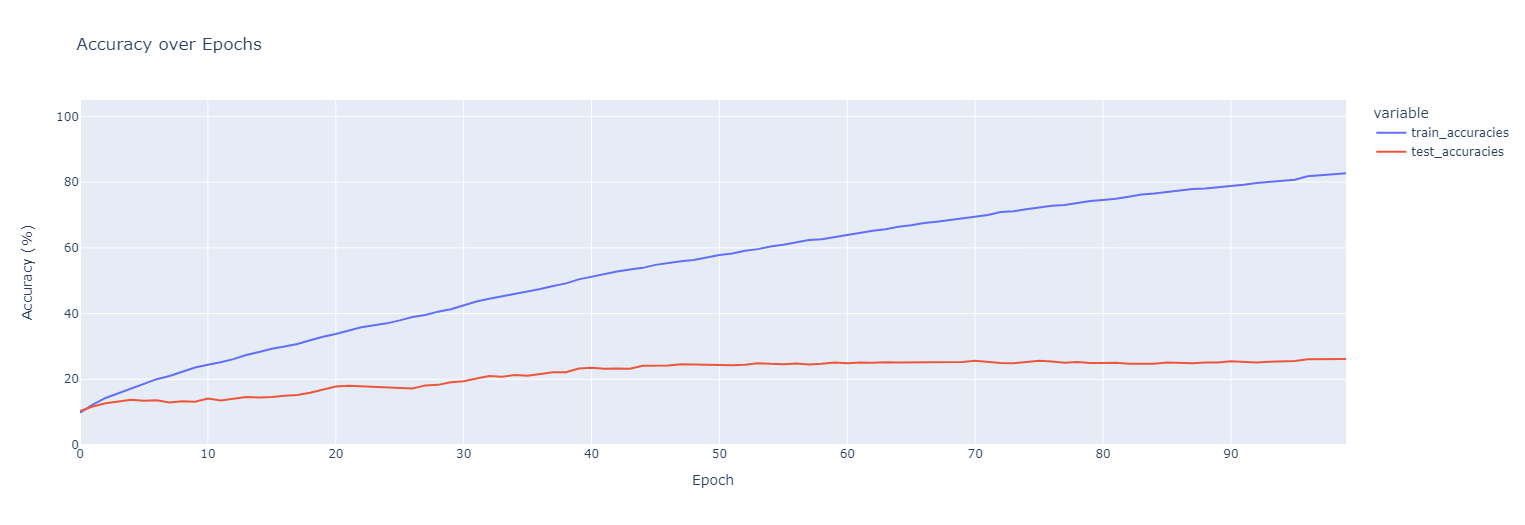 Accuracy over Epochs
variable
train_accuracies
test_accuracies
Accuracy (%)
100
80
60
40
20
0
0 10 20 30 40 50 60 70 80 90
Epoch